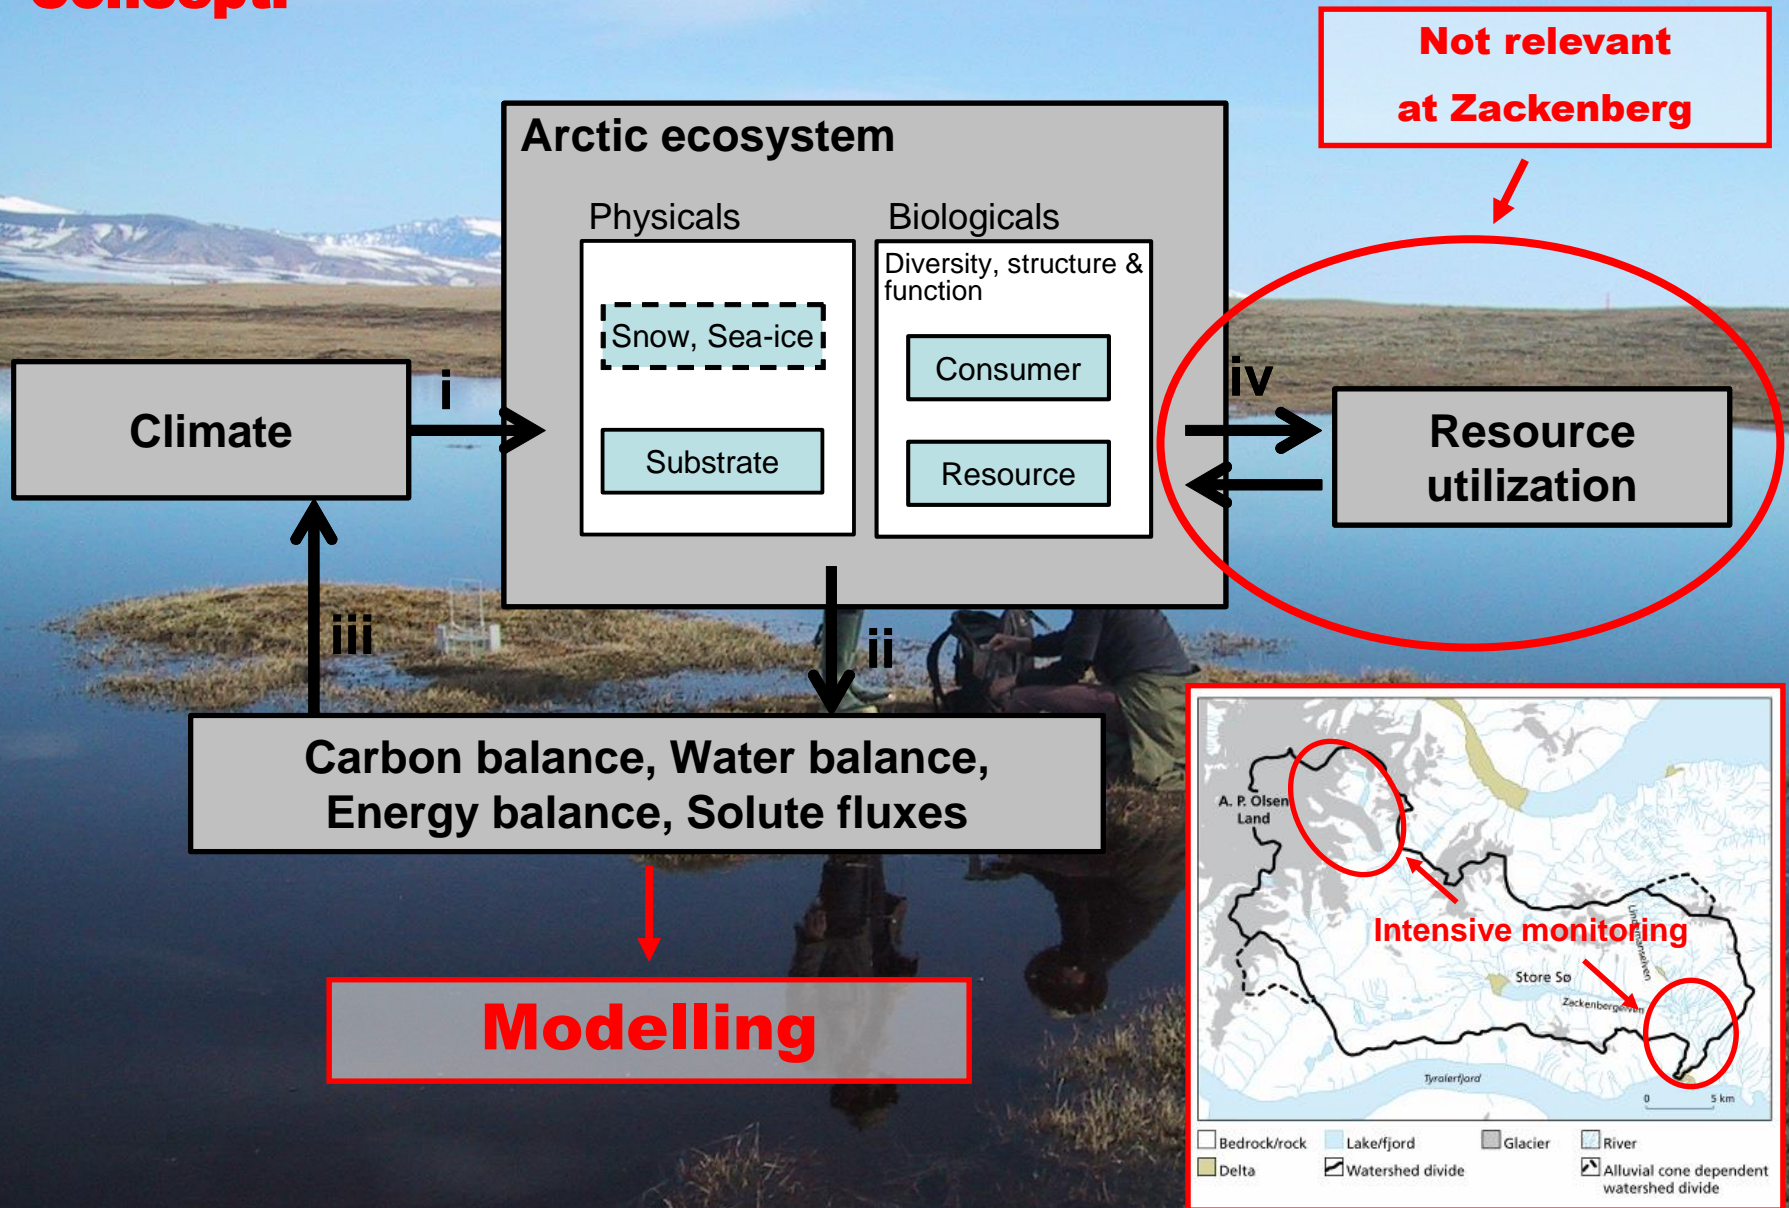 Concept:
Not relevant
at Zackenberg
Arctic ecosystem
Physicals
Biologicals
Diversity, structure &
function
Snow, Sea-ice
Consumer
Substrate
Resource
Climate
i
iv
Resource
utilization
iii
ii
Carbon balance, Water balance,
Energy balance, Solute fluxes
Modelling
A. P. Olsen
Land
Intensive monitoring
Store Sø
Zackenbergelven
Tyrolerfjord
0 5 km
Bedrock/rock
Lake/fjord
Glacier
River
Delta
Watershed divide
Alluvial cone dependent
watershed divide